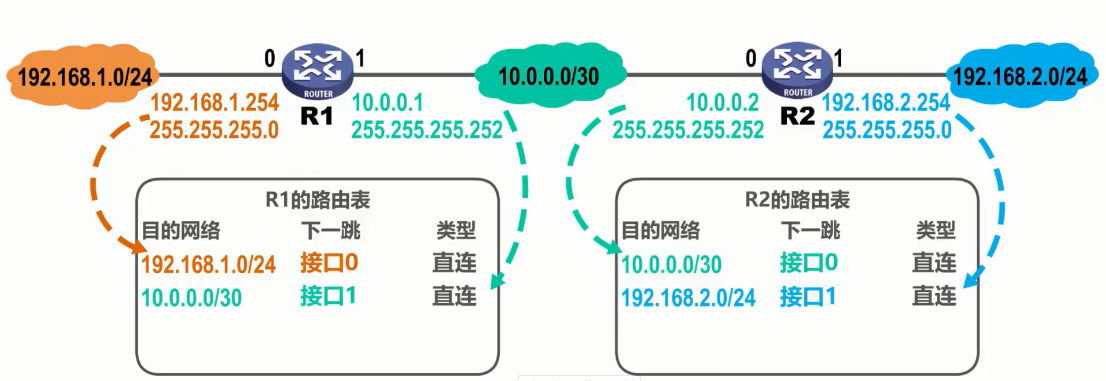 192.168.1.0/24
0
ROUTER
R1
1
192.168.1.254
255.255.255.0
10.0.0.1
255.255.255.252
10.0.0.0/30
0
ROUTER
R2
1
10.0.0.2
255.255.255.252
192.168.2.254
255.255.255.0
192.168.2.0/24
R1的路由表
目的网络 下一跳 类型
192.168.1.0/24 接口0 直连
10.0.0.0/30 接口1 直连
R2的路由表
目的网络 下一跳 类型
10.0.0.0/30 接口0 直连
192.168.2.0/24 接口1 直连